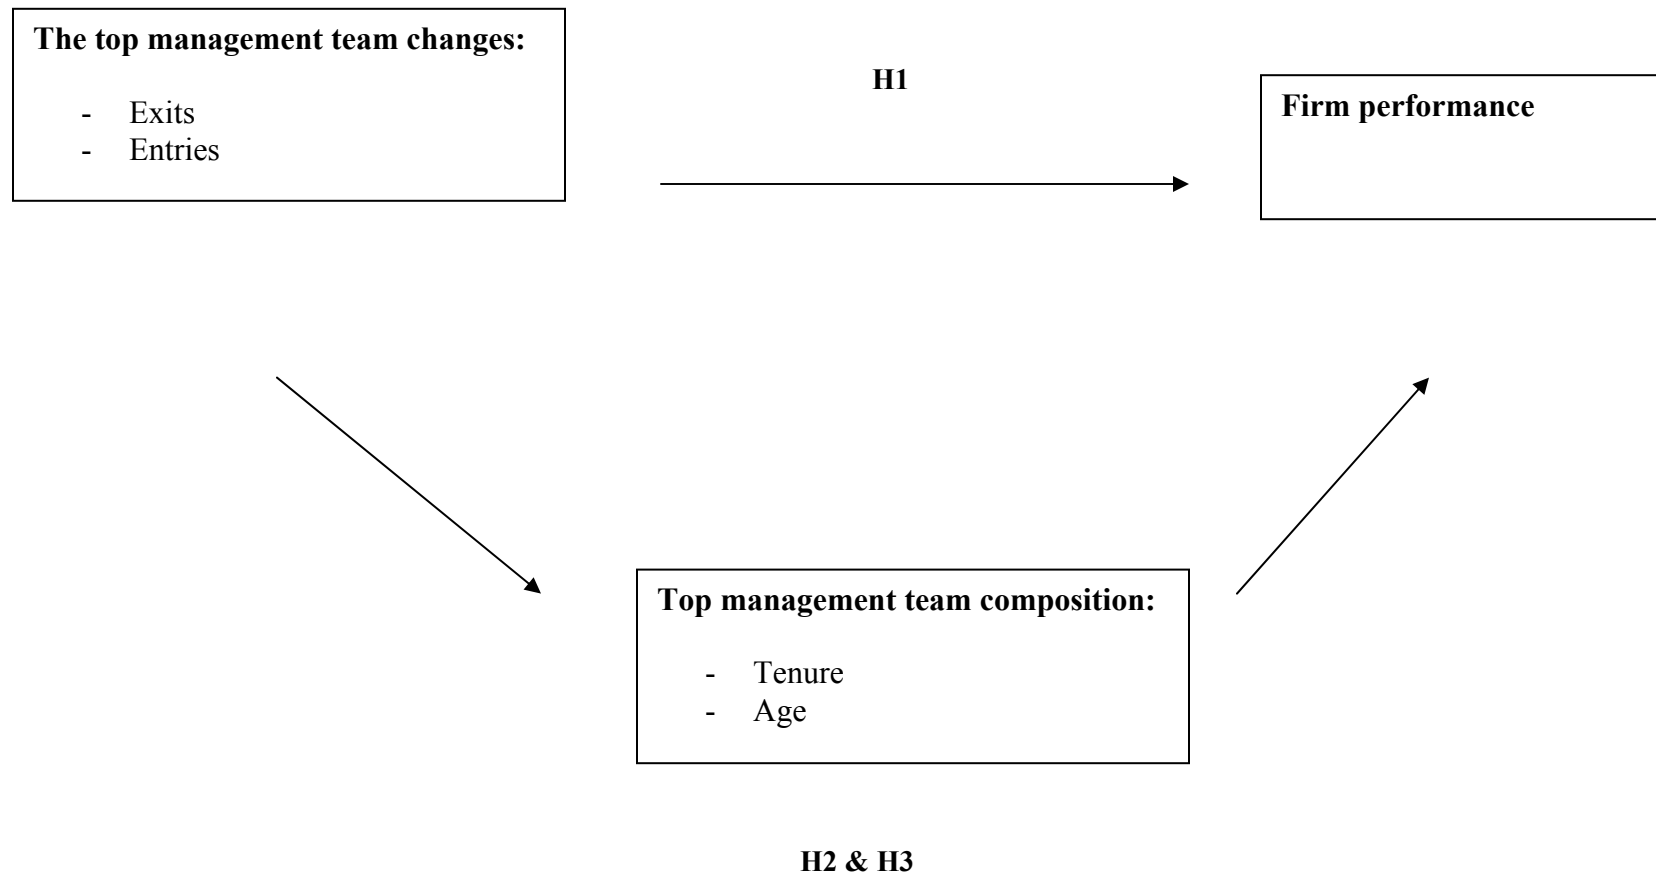 The top management team changes:
- Exits
- Entries
H1
Firm performance
Top management team composition:
- Tenure
- Age
H2 & H3